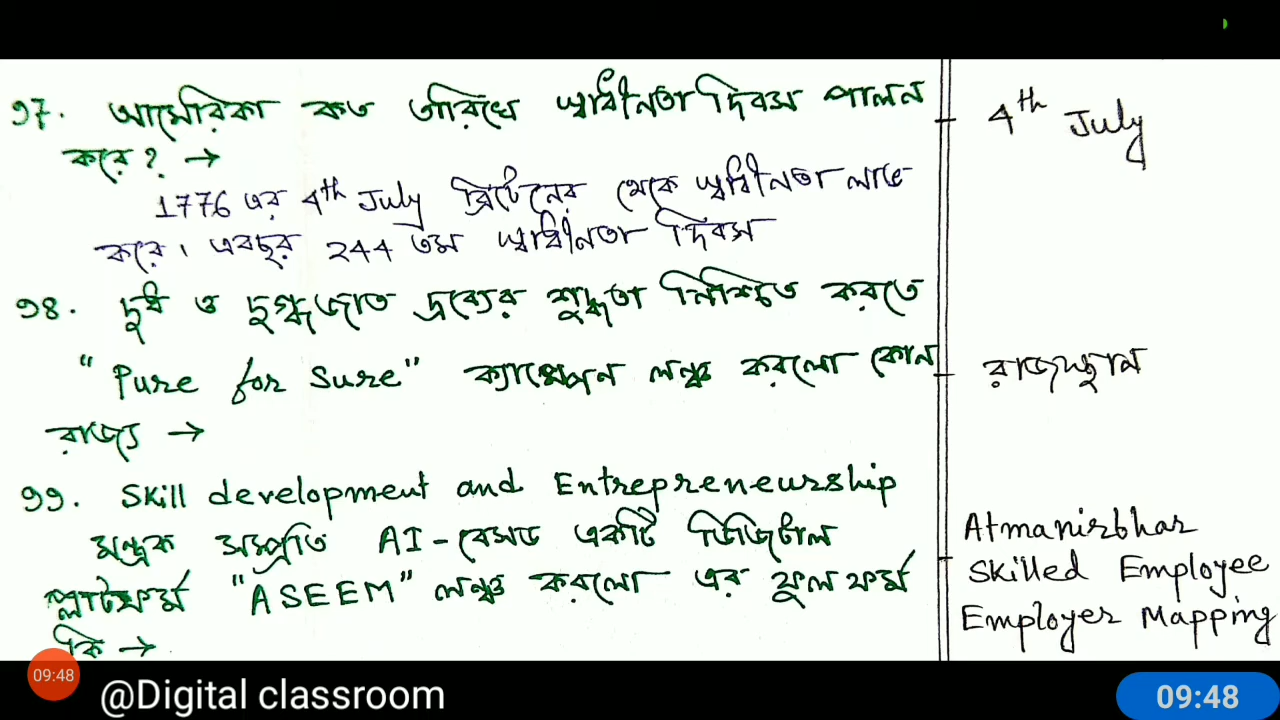 97. আমেরিকা কত তারিখে স্বাধীনতা দিবস পালন
করে? →
4th July
1776 এর 4th July ব্রিটেনের থেকে স্বাধীনতা লাভ
করে। এবছর 244 তম স্বাধীনতা দিবস
98. দুধ ও দুগ্ধজাত দ্রব্যের শুদ্ধতা নিশ্চিত করতে
"Pure for Sure" ক্যাম্পেন লঞ্চ করলো কোন
রাজ্য →
রাজস্থান
99. Skill development and Entrepreneurship
মন্ত্রক সম্প্রতি AI-বেসড একটি ডিজিটাল
প্লাটফর্ম "ASEEM" লঞ্চ করলো এর ফুল ফর্ম
কি →
Atmanirbhar
Skilled Employee
Employer Mapping
09:48
@Digital classroom
09:48